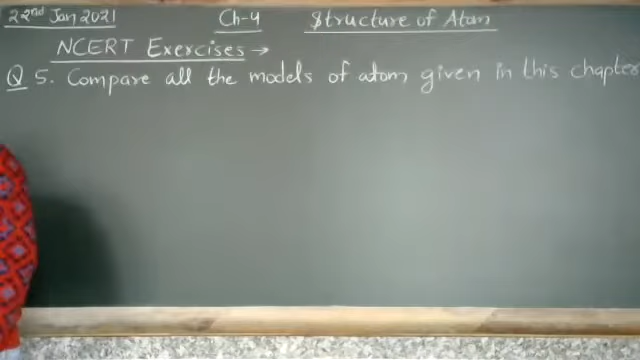 22nd Jan 2021 Ch-4 Structure of Atom
NCERT Exercises →
Q 5. Compare all the models of atom given in this chapter